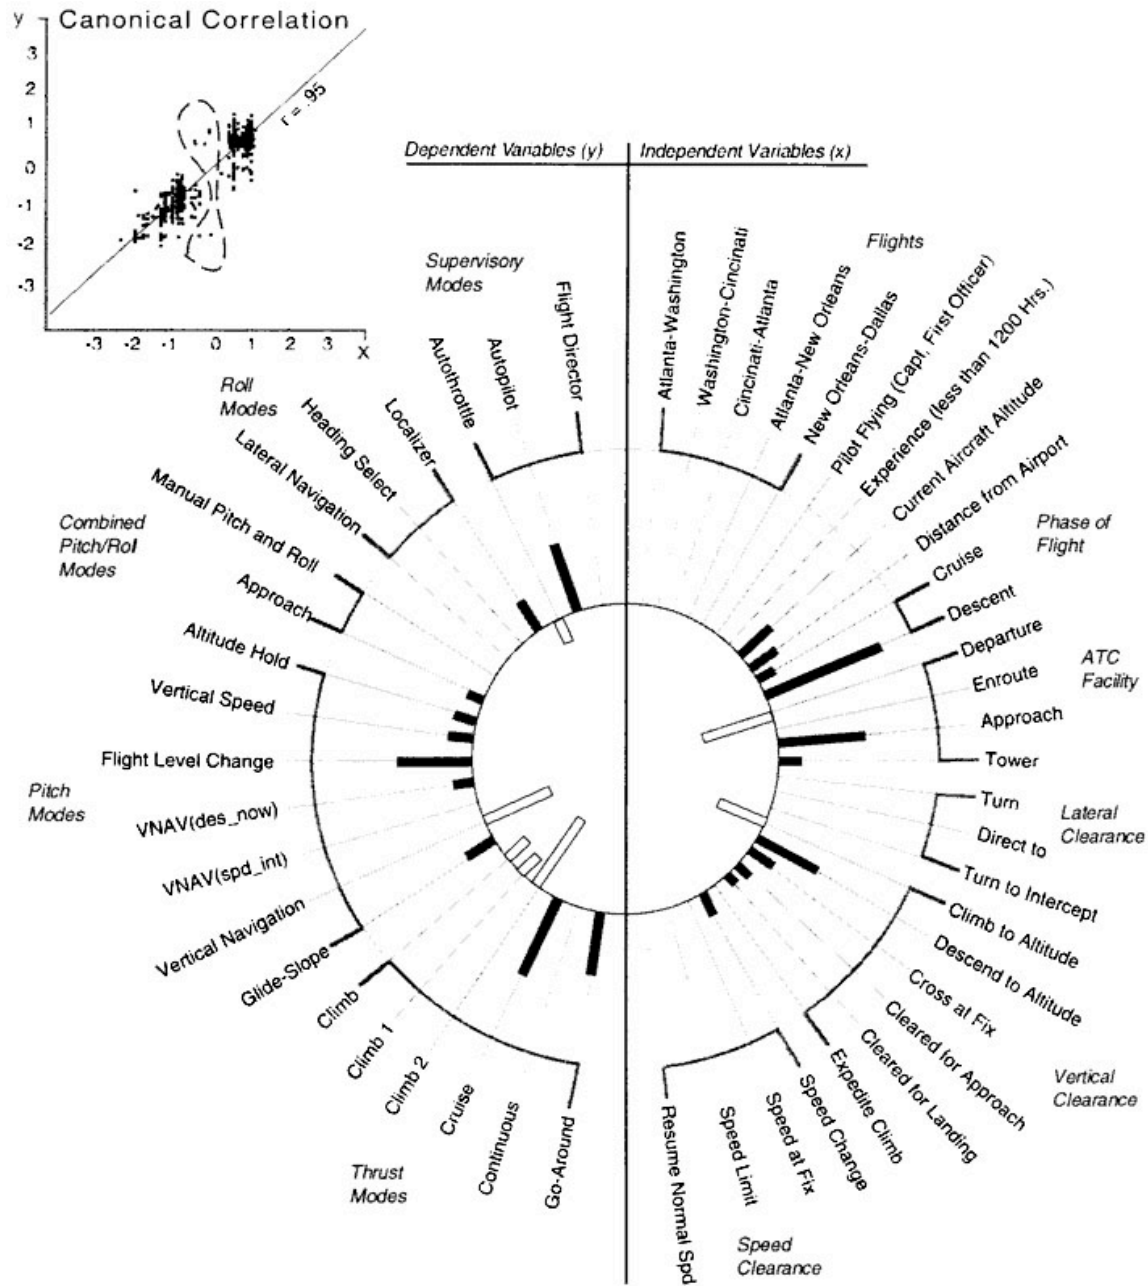 y Canonical Correlation
3
2
1
0
-1
-2
-3
r = .95
-3 -2 -1 0 1 2 3
x
Dependent Variables (y)
Independent Variables (x)
Supervisory
Modes
Autothrottle
Autopilot
Flight Director
Roll
Modes
Lateral Navigation
Heading Select
Localizer
Combined
Pitch/Rol
Modes
Manual Pitch and Roll
Approach
Pitch
Modes
Altitude Hold
Vertical Speed
Flight Level Change
VNAV(des_now)
VNAV(spd_int)
Vertical Navigation
Glide-Slope
Thrust
Modes
Climb
Climb 1
Climb 2
Cruise
Continuous
Go-Around
Flights
Atlanta-Washington
Washington-Cincinati
Cincinati-Atlanta
Atlanta-New Orleans
New Orleans-Dallas
Pilot Flying (Capt. First Officer)
Experience (less than 1200 Hrs.)
Current Aircraft Altitude
Distance from Airport
Phase of
Flight
Cruise
Descent
ATC
Facility
Departure
Enroute
Approach
Tower
Lateral
Clearance
Turn
Direct to
Turn to Intercept
Vertical
Clearance
Climb to Altitude
Descend to Altitude
Cross at Fix
Cleared for Approach
Cleared for Landing
Expedite Climb
Speed
Clearance
Speed Change
Speed at Fix
Speed Limit
Resume Normal Spd